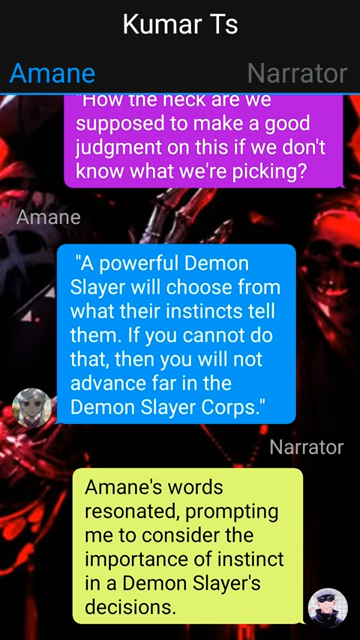 Kumar Ts
Amane
Narrator
"How the heck are we
supposed to make a good
judgment on this if we don't
know what we're picking?
Amane
"A powerful Demon
Slayer will choose from
what their instincts tell
them. If you cannot do
that, then you will not
advance far in the
Demon Slayer Corps."
Narrator
Amane's words
resonated, prompting
me to consider the
importance of instinct
in a Demon Slayer's
decisions.